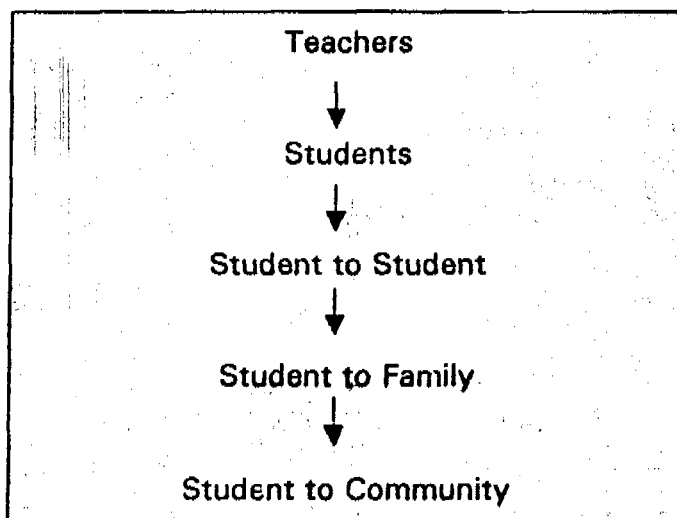 Teachers
Students
Student to Student
Student to Family
Student to Community